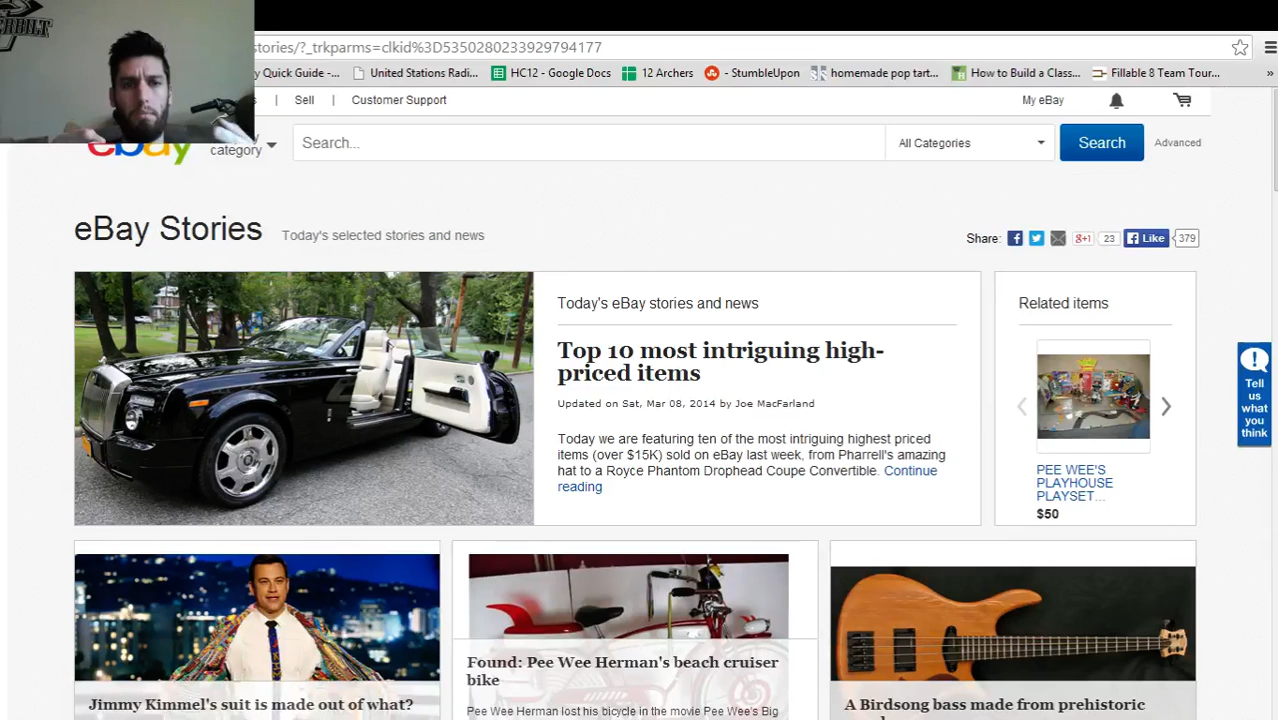 stories/?_trkparms=clkid%3D5350280233929794177
y Quick Guide -... United Stations Radi... HC12 - Google Docs 12 Archers - StumbleUpon homemade pop tart... How to Build a Class... Fillable 8 Team Tour... »
Sell Customer Support My eBay
ebay category Search... All Categories Search Advanced
eBay Stories Today's selected stories and news Share: g+1 23 f Like 379
Today's eBay stories and news
Top 10 most intriguing high-
priced items
Updated on Sat, Mar 08, 2014 by Joe MacFarland
Today we are featuring ten of the most intriguing highest priced
items (over $15K) sold on eBay last week, from Pharrell's amazing
hat to a Royce Phantom Drophead Coupe Convertible. Continue
reading
Related items
PEE WEE'S
PLAYHOUSE
PLAYSET...
$50
Tell
us
what
you
think
Jimmy Kimmel's suit is made out of what?
Found: Pee Wee Herman's beach cruiser
bike
Pee Wee Herman lost his bicycle in the movie Pee Wee's Big
A Birdsong bass made from prehistoric